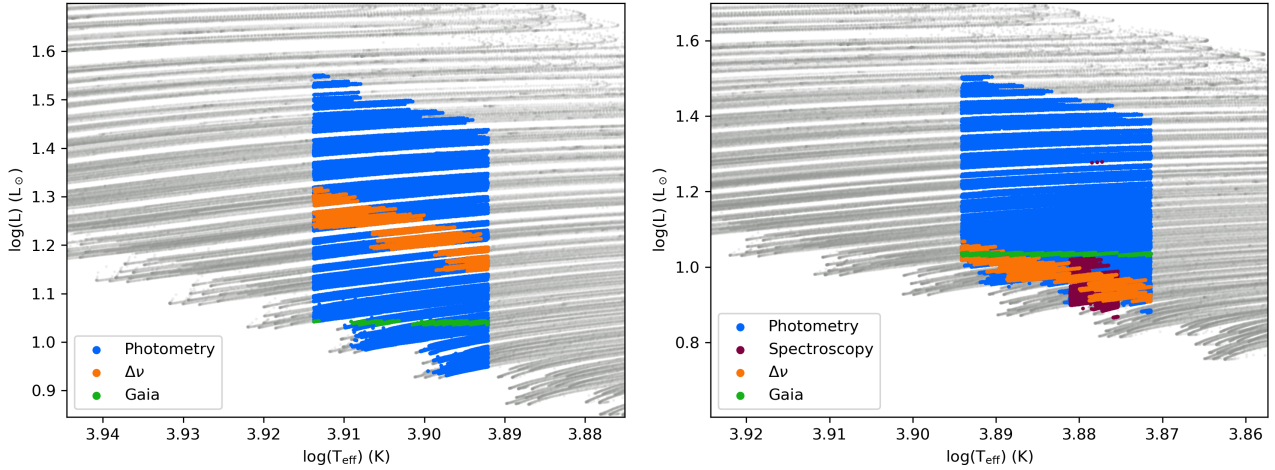 1.6
1.5
1.4
1.3
1.2
1.1
1.0
0.9
log(L) (L⊙)
3.94 3.93 3.92 3.91 3.90 3.89 3.88
log(Teff) (K)
Photometry
Δν
Gaia
1.6
1.4
1.2
1.0
0.8
log(L) (L⊙)
3.92 3.91 3.90 3.89 3.88 3.87 3.86
log(Teff) (K)
Photometry
Spectroscopy
Δν
Gaia